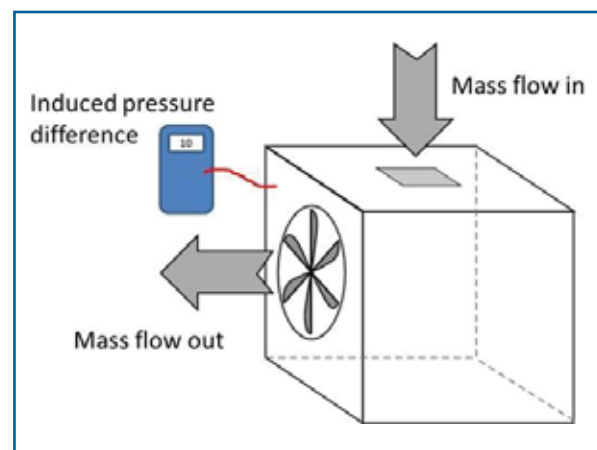 Mass flow in
Induced pressure
difference
10
Mass flow out